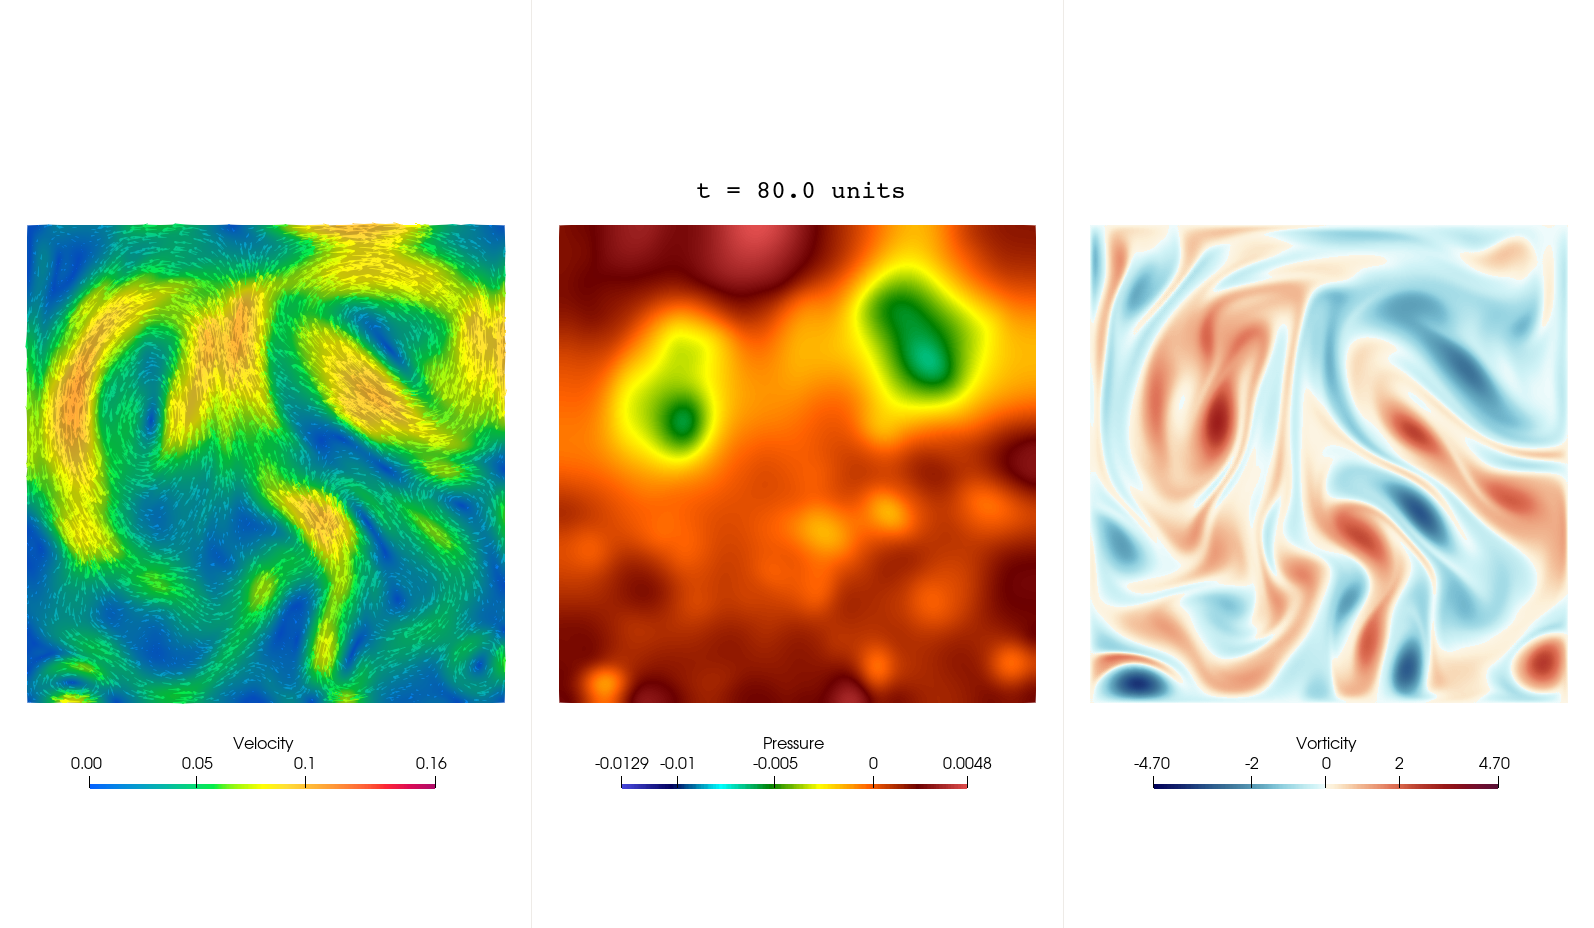 t = 80.0 units
Velocity
0.00 0.05 0.1 0.16
Pressure
-0.0129 -0.01 -0.005 0 0.0048
Vorticity
-4.70 -2 0 2 4.70